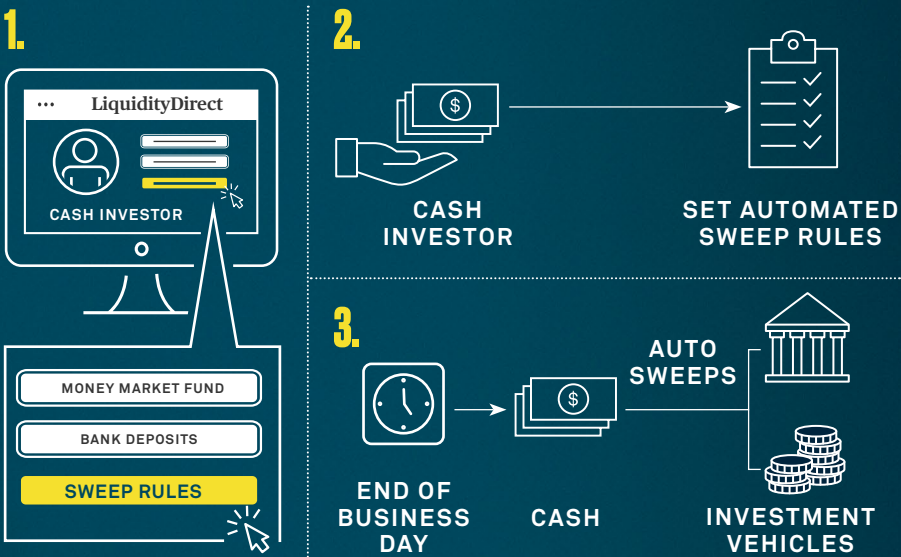 1.
LiquidityDirect
CASH INVESTOR
MONEY MARKET FUND
BANK DEPOSITS
SWEEP RULES
2.
$
CASH
INVESTOR
SET AUTOMATED
SWEEP RULES
3.
AUTO
SWEEPS
$
END OF
BUSINESS
DAY
CASH
INVESTMENT
VEHICLES